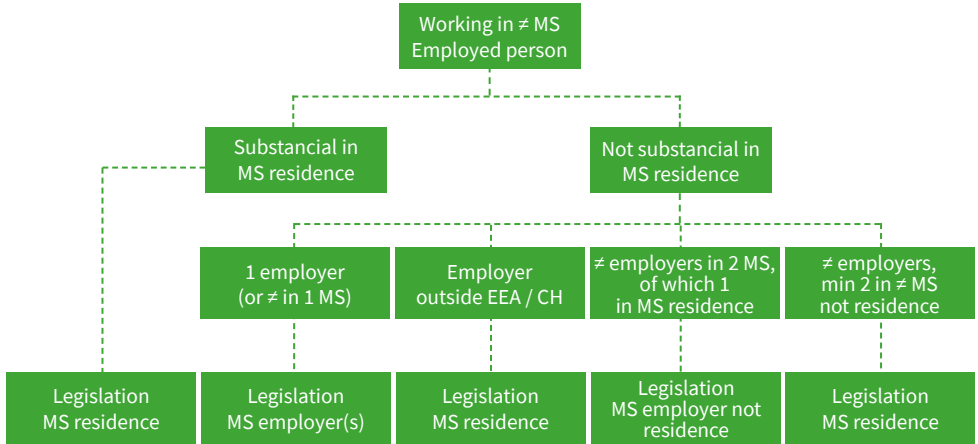 Working in ≠ MS
Employed person
Substancial in
MS residence
Not substancial in
MS residence
1 employer
(or ≠ in 1 MS)
Employer
outside EEA / CH
≠ employers in 2 MS,
of which 1
in MS residence
≠ employers,
min 2 in ≠ MS
not residence
Legislation
MS residence
Legislation
MS employer(s)
Legislation
MS residence
Legislation
MS employer not
residence
Legislation
MS residence